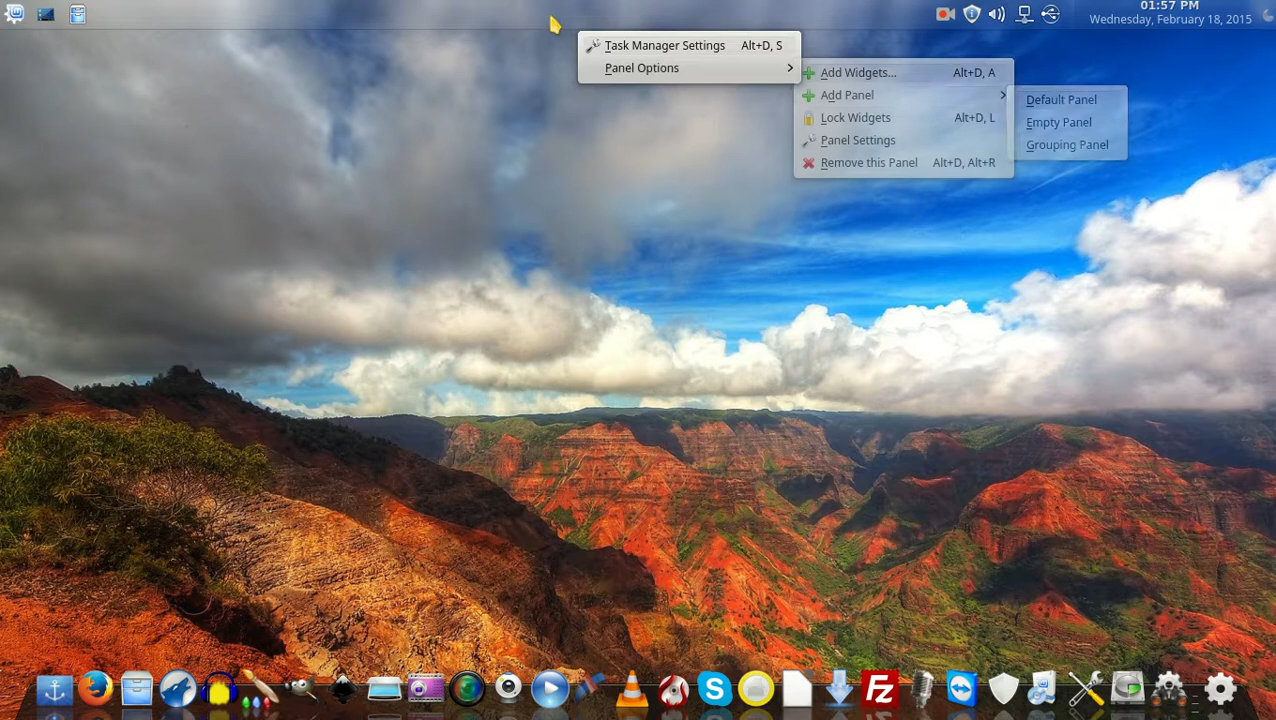 01:57 PM
Wednesday, February 18, 2015
Task Manager Settings Alt+D, S
Panel Options
Add Widgets... Alt+D, A
Add Panel
Lock Widgets Alt+D, L
Panel Settings
Remove this Panel Alt+D, Alt+R
Default Panel
Empty Panel
Grouping Panel